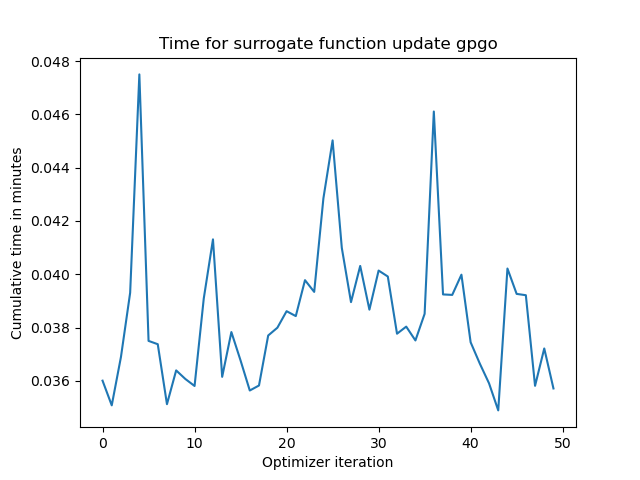 Time for surrogate function update gpgo
Cumulative time in minutes
0.048
0.046
0.044
0.042
0.040
0.038
0.036
0 10 20 30 40 50
Optimizer iteration